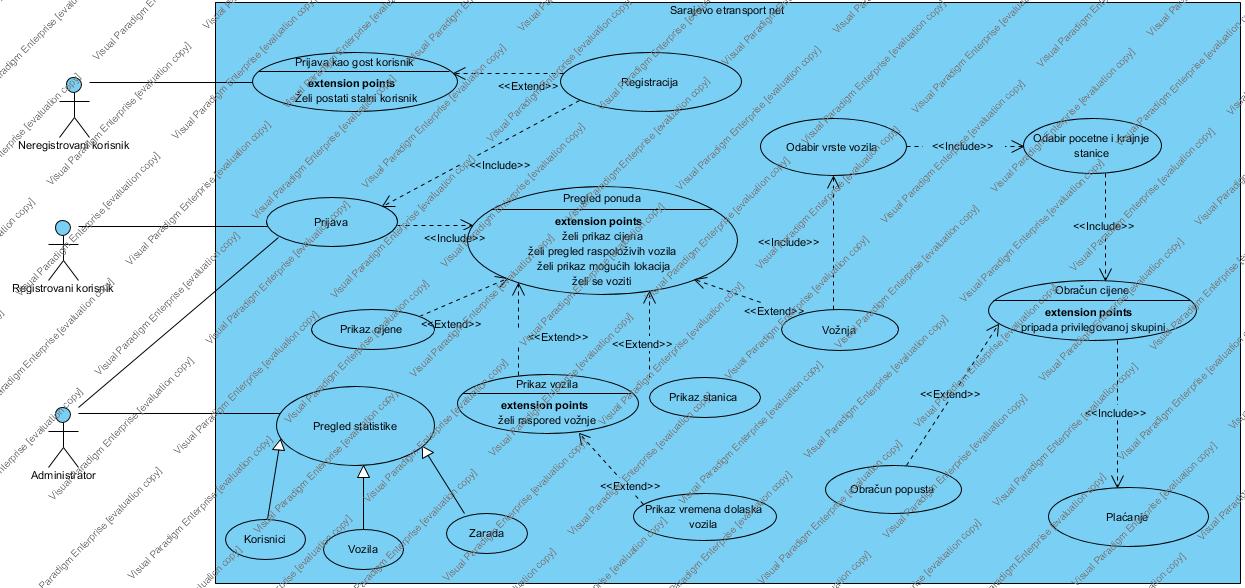 Sarajevo etransport net
Prijava kao gost korisnik
extension points
Želi postati stalni korisnik
<<Extend>>
Registracija
Neregistrovani korisnik
Odabir vrste vozila
<<Include>>
Odabir pocetne i krajnje
stanice
<<Include>>
Pregled ponuda
extension points
želi prikaz cijena
želi pregled raspoloživih vozila
želi prikaz mogućih lokacija
želi se voziti
Prijava
<<Include>>
<<Include>>
<<Include>>
Registrovani korisnik
Obračun cijene
extension points
pripada privilegovanoj skupini
Prikaz cijene
<<Extend>>
<<Extend>>
<<Extend>>
<<Extend>>
Vožnja
Prikaz vozila
extension points
želi raspored vožnje
Prikaz stanica
<<Extend>>
<<Include>>
Pregled statistike
Administrator
<<Extend>>
Obračun popusta
Prikaz vremena dolaska
vozila
Plaćanje
Korisnici
Vozila
Zarada
Visual Paradigm Enterprise [evaluation copy]